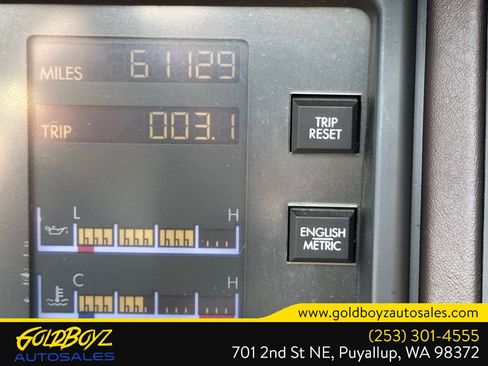 MILES 61129
TRIP 003.1
TRIP
RESET
L H
ENGLISH
METRIC
C H
www.goldboyzautosales.com
GOLDBOYZ
AUTOSALES
(253) 301-4555
701 2nd St NE, Puyallup, WA 98372